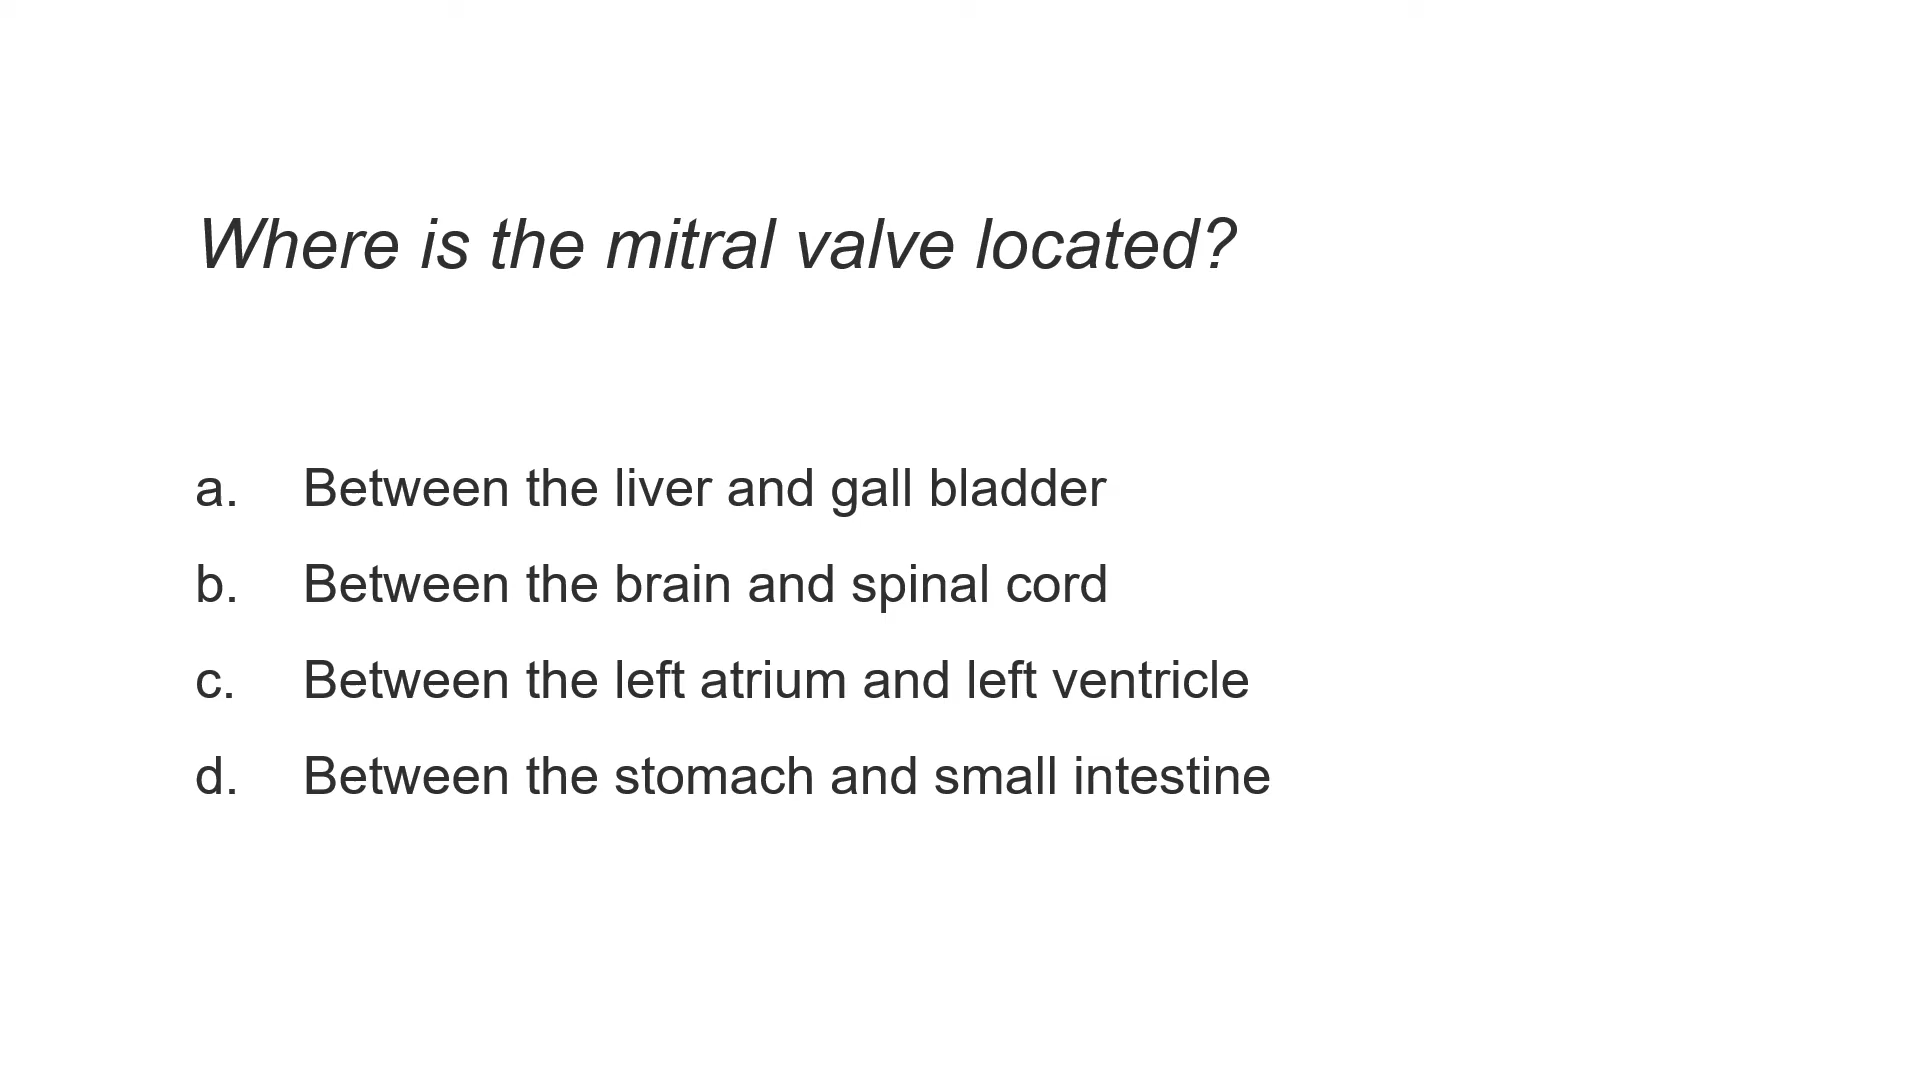 Where is the mitral valve located?
a. Between the liver and gall bladder
b. Between the brain and spinal cord
c. Between the left atrium and left ventricle
d. Between the stomach and small intestine